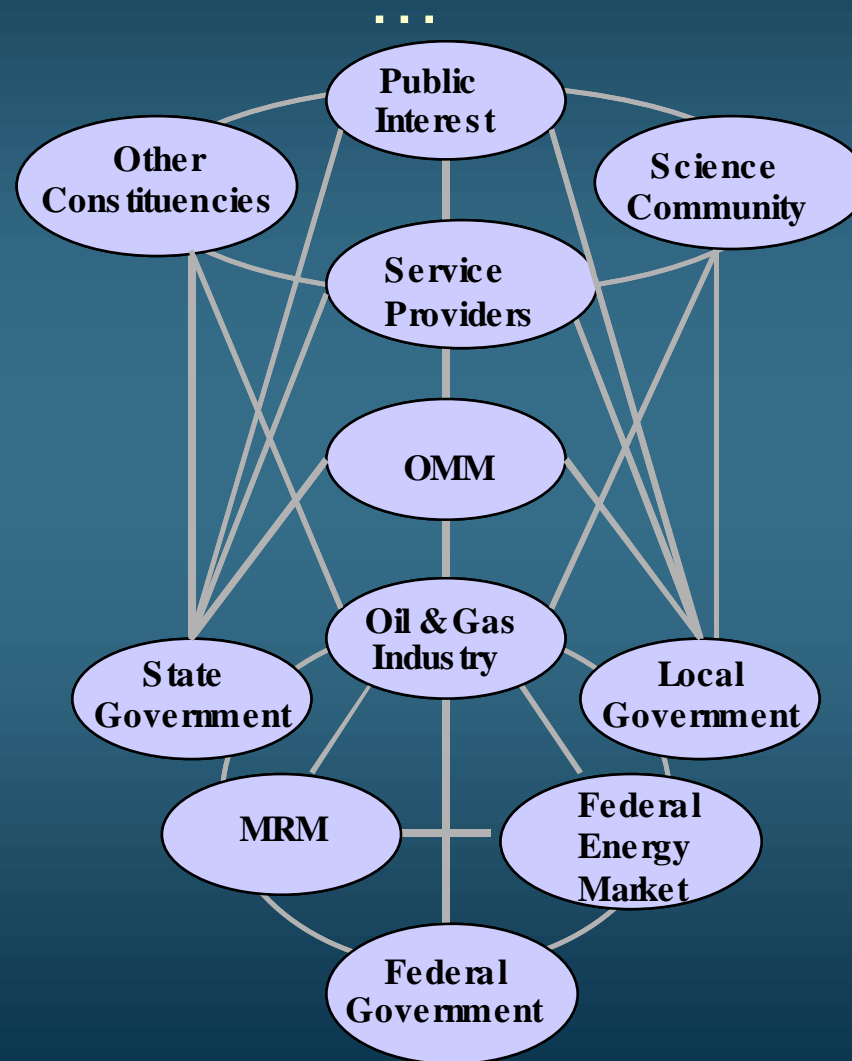 ...
Public
Interest
Other
Constituencies
Science
Community
Service
Providers
OMM
Oil & Gas
Industry
State
Government
Local
Government
MRM
Federal
Energy
Market
Federal
Government